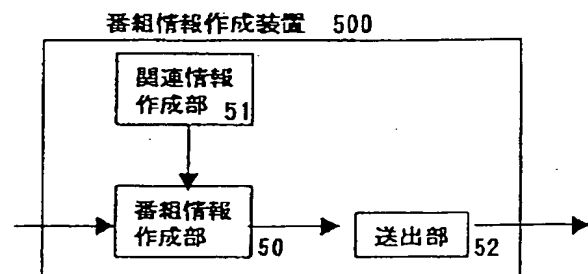 番組情報作成装置 500
関連情報
作成部 51
番組情報
作成部 50
送出部 52